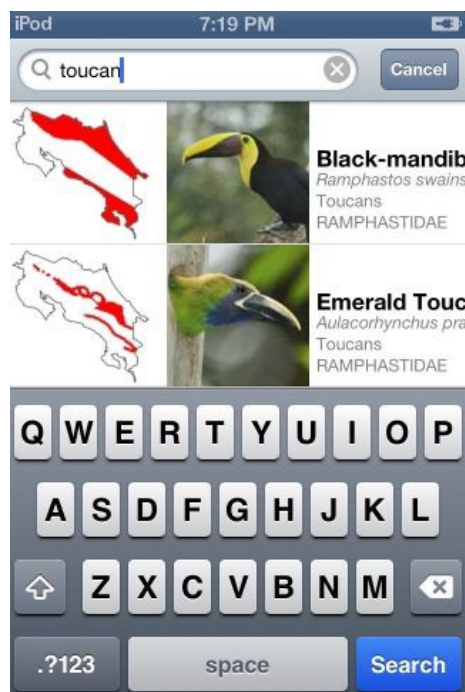 iPod 7:19 PM
toucan Cancel
Black-mandib
Ramphastos swains
Toucans
RAMPHASTIDAE
Emerald Touc
Aulacorhynchus pra
Toucans
RAMPHASTIDAE
Q W E R T Y U I O P
A S D F G H J K L
Z X C V B N M
.?123 space Search